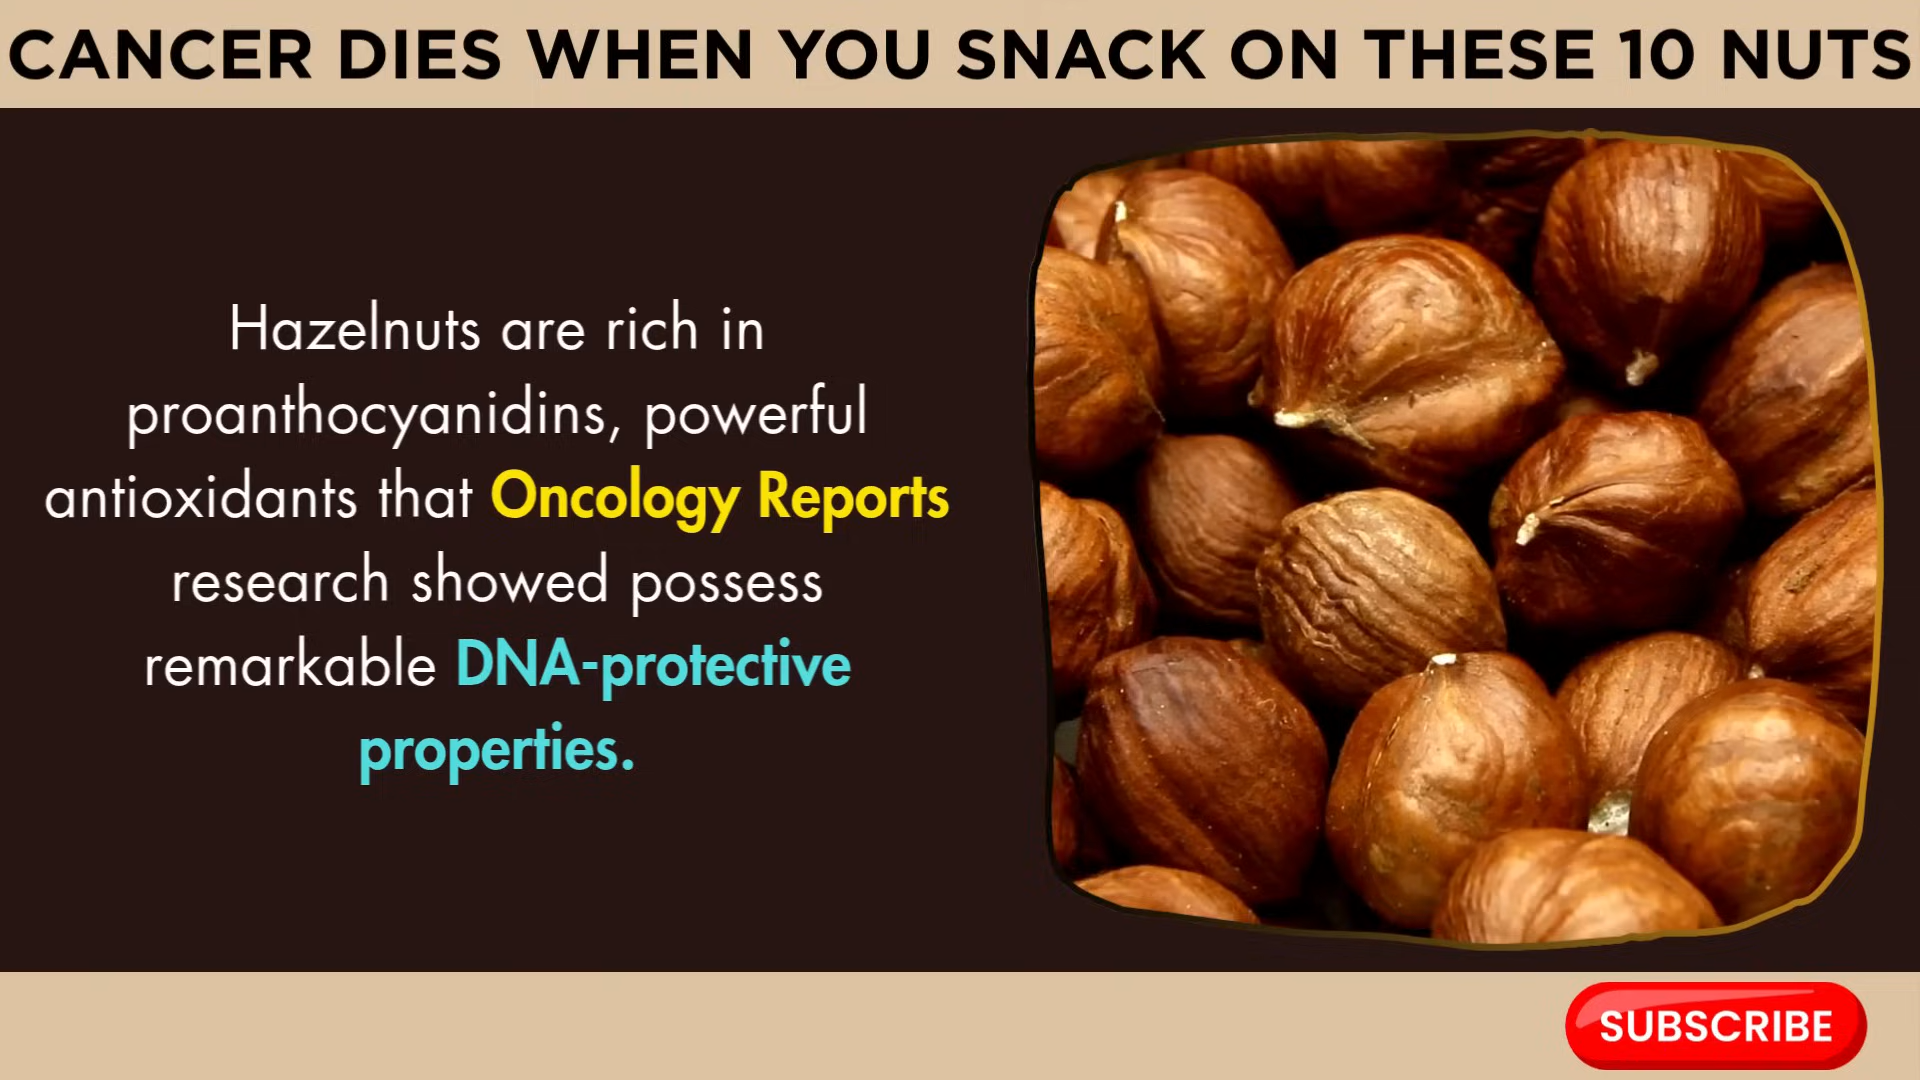 CANCER DIES WHEN YOU SNACK ON THESE 10 NUTS
Hazelnuts are rich in
proanthocyanidins, powerful
antioxidants that Oncology Reports
research showed possess
remarkable DNA-protective
properties.
SUBSCRIBE